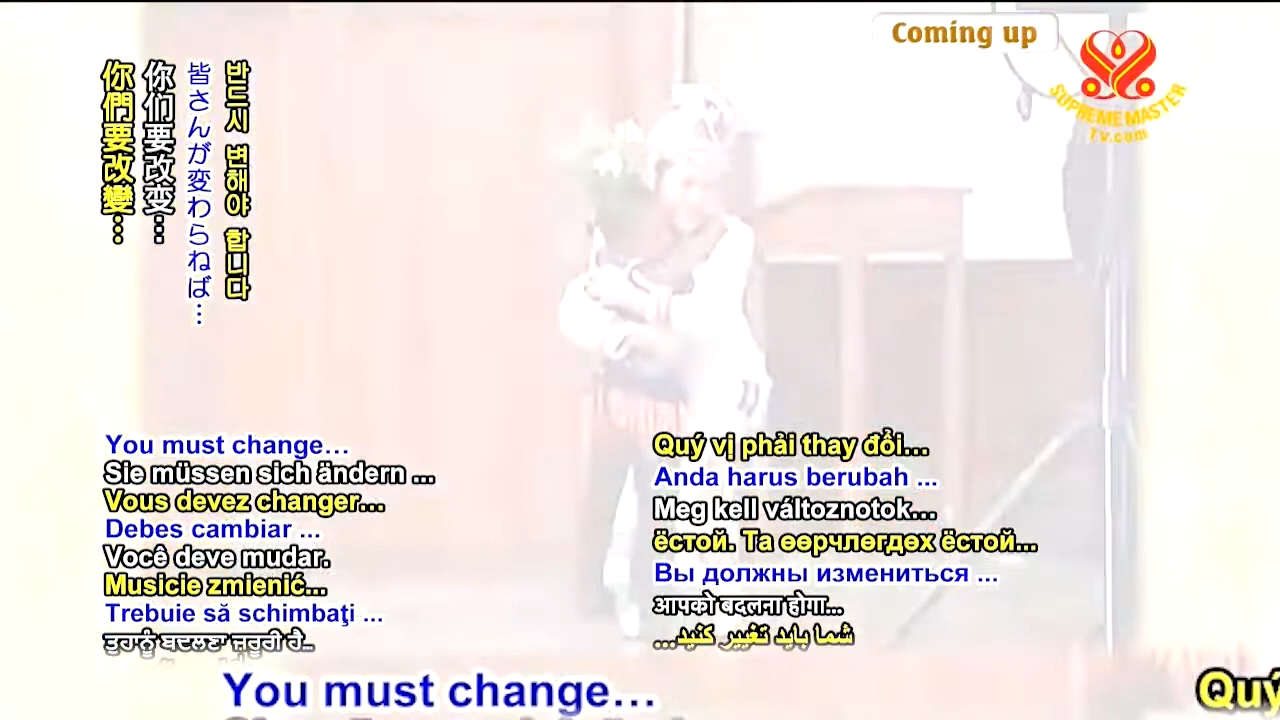 Coming up
SUPREME MASTER
TV.com
你們要改變…
你们要改变…
皆さんが変わらねば…
반드시 변해야 합니다
You must change…
Sie müssen sich ändern ...
Vous devez changer...
Debes cambiar ...
Você deve mudar.
Musicie zmienić...
Trebuie să schimbaţi ...
ਤੁਹਾਨੂੰ ਬਦਲਣਾ ਜ਼ਰੂਰੀ ਹੈ..
Quý vị phải thay đổi...
Anda harus berubah ...
Meg kell változnotok...
ёстой. Та өөрчлөгдөх ёстой...
Вы должны измениться ...
आपको बदलना होगा...
شما باید تغییر کنید...
You must change…
Quý